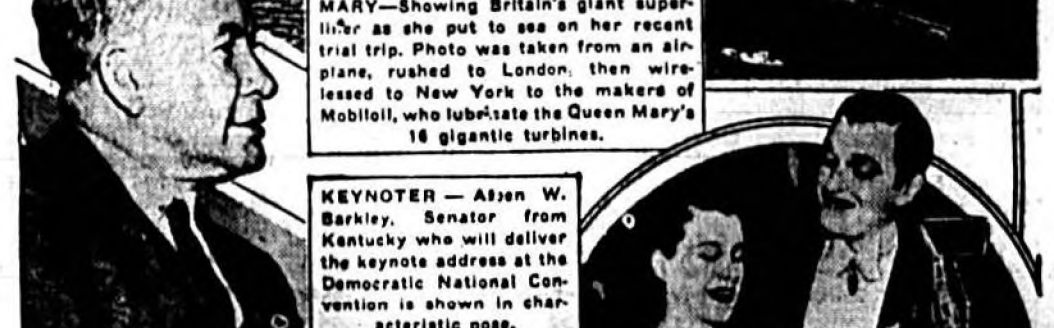 MARY—Showing Britain's giant super-
liner as she put to sea on her recent
trial trip. Photo was taken from an air-
plane, rushed to London, then wire-
lessed to New York to the makers of
Mobiloil, who lubricate the Queen Mary's
16 gigantic turbines.
KEYNOTER — Alben W.
Barkley, Senator from
Kentucky who will deliver
the keynote address at the
Democratic National Con-
vention is shown in char-
acteristic pose.